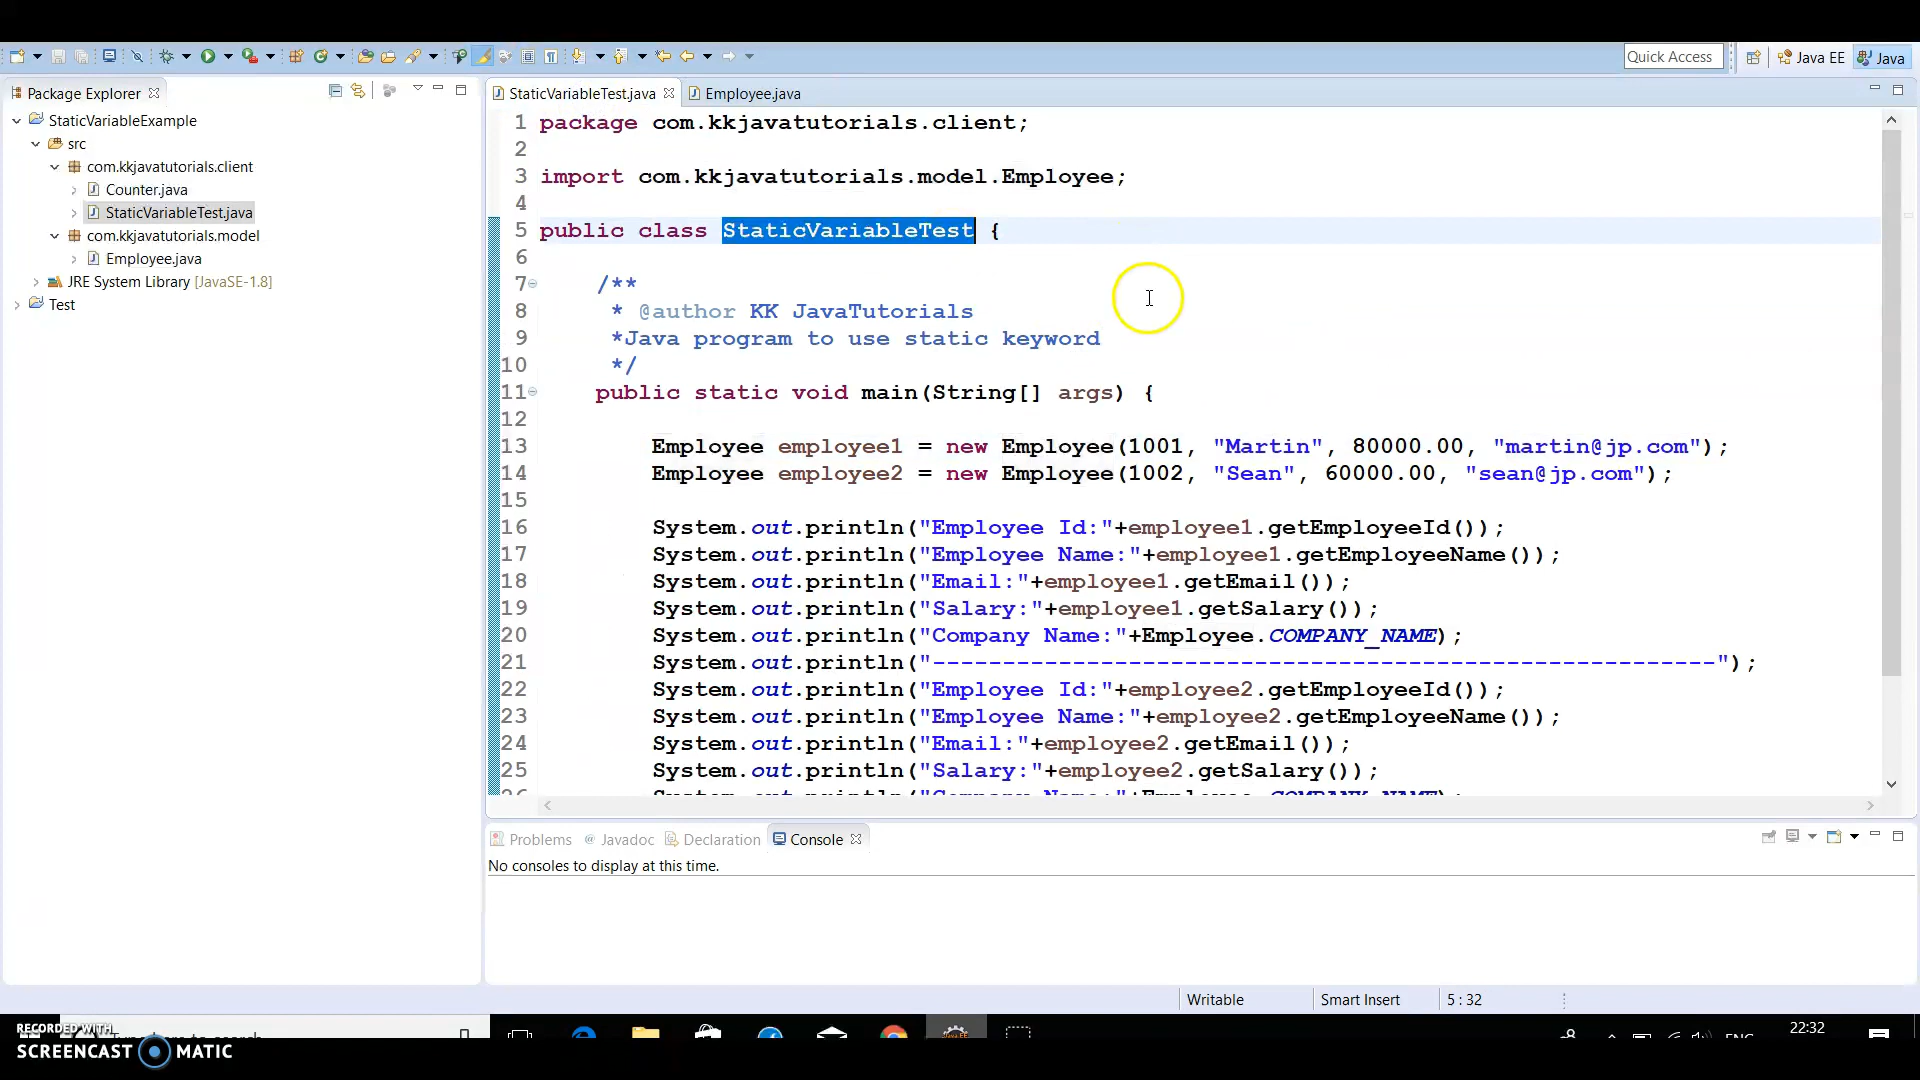 Quick Access
Java EE
Java
Package Explorer
StaticVariableExample
src
com.kkjavatutorials.client
Counter.java
StaticVariableTest.java
com.kkjavatutorials.model
Employee.java
JRE System Library [JavaSE-1.8]
Test
StaticVariableTest.java
Employee.java
1 package com.kkjavatutorials.client;
2
3 import com.kkjavatutorials.model.Employee;
4
5 public class StaticVariableTest {
6
7 /**
8 * @author KK JavaTutorials
9 *Java program to use static keyword
10 */
11 public static void main(String[] args) {
12
13 Employee employee1 = new Employee(1001, "Martin", 80000.00, "martin@jp.com");
14 Employee employee2 = new Employee(1002, "Sean", 60000.00, "sean@jp.com");
15
16 System.out.println("Employee Id:"+employee1.getEmployeeId());
17 System.out.println("Employee Name:"+employee1.getEmployeeName());
18 System.out.println("Email:"+employee1.getEmail());
19 System.out.println("Salary:"+employee1.getSalary());
20 System.out.println("Company Name:"+Employee.COMPANY_NAME);
21 System.out.println("--------------------------------------------------------");
22 System.out.println("Employee Id:"+employee2.getEmployeeId());
23 System.out.println("Employee Name:"+employee2.getEmployeeName());
24 System.out.println("Email:"+employee2.getEmail());
25 System.out.println("Salary:"+employee2.getSalary());
26 System.out.println("Company Name:"+Employee.COMPANY_NAME);
Problems
@ Javadoc
Declaration
Console
No consoles to display at this time.
Writable
Smart Insert
5 : 32
RECORDED WITH
SCREENCAST MATIC
ENG
22:32